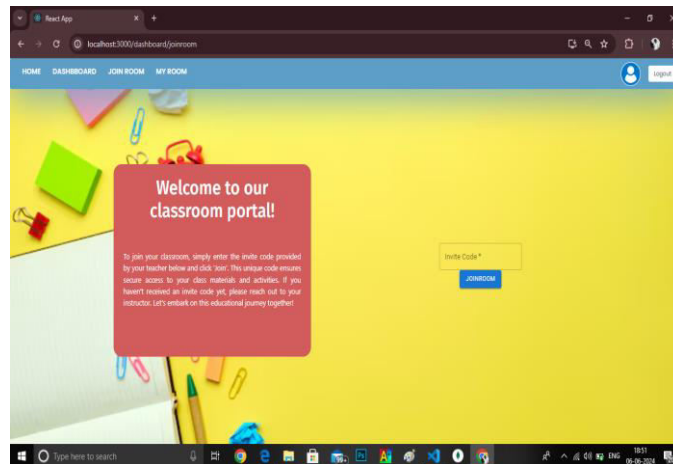 React App
localhost:3000/dashboard/joinroom
HOME DASHBOARD JOIN ROOM MY ROOM
Logout
Welcome to our
classroom portal!
To join your classroom, simply enter the invite code provided
by your teacher below and click 'Join'. This unique code ensures
secure access to your class materials and activities. If you
haven't received an invite code yet, please reach out to your
instructor. Let's embark on this educational journey together!
Invite Code *
JOINROOM
Type here to search
ENG
1851
06-06-2024